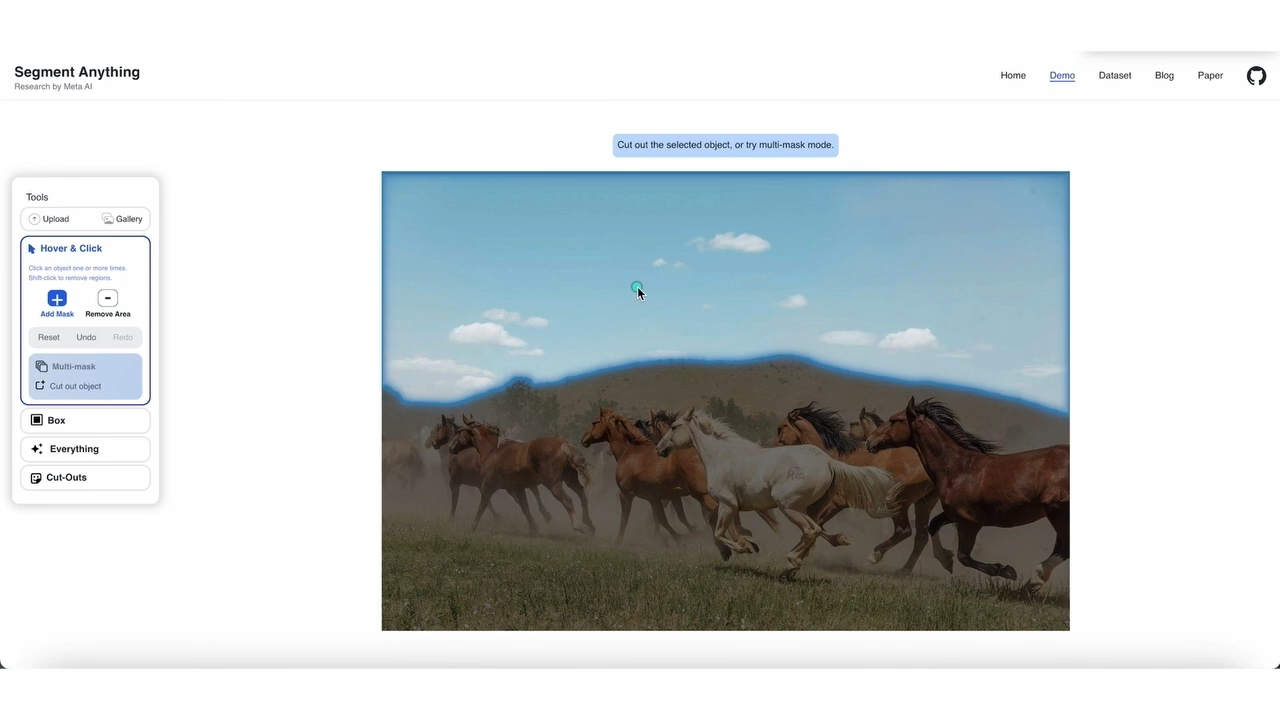 Segment Anything
Research by Meta AI
Home
Demo
Dataset
Blog
Paper
Cut out the selected object, or try multi-mask mode.
Tools
Upload
Gallery
Hover & Click
Click an object one or more times.
Shift-click to remove regions.
Add Mask
Remove Area
Reset
Undo
Redo
Multi-mask
Cut out object
Box
Everything
Cut-Outs